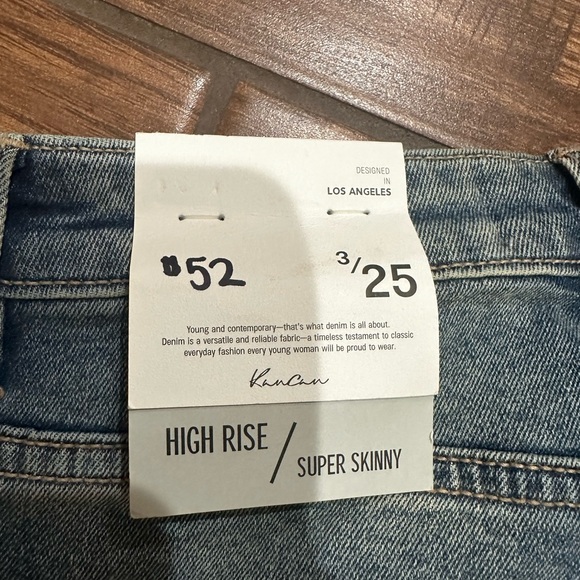 DESIGNED
IN
LOS ANGELES
$52
3/25
Young and contemporary—that's what denim is all about.
Denim is a versatile and reliable fabric—a timeless testament to classic
everyday fashion every young woman will be proud to wear.
KanCan
HIGH RISE / SUPER SKINNY